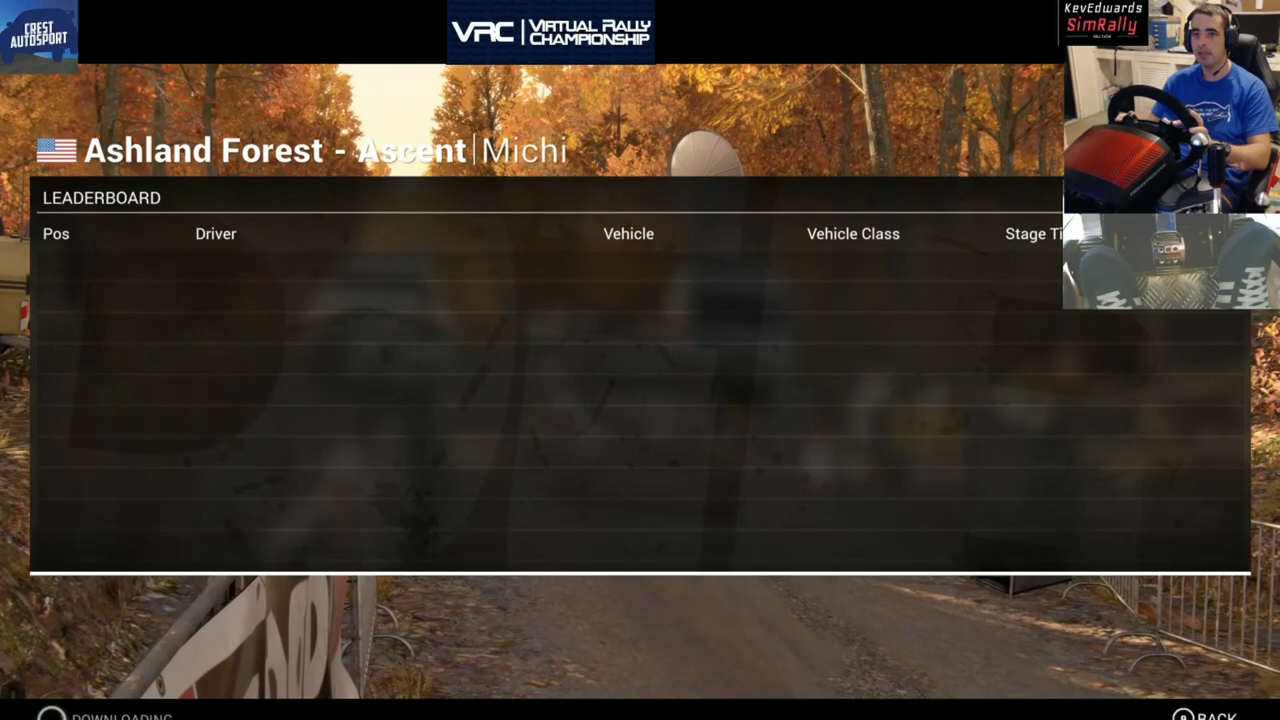 CREST
AUTOSPORT
VRC | VIRTUAL RALLY
CHAMPIONSHIP
KevEdwards
SimRally
Ashland Forest - Ascent | Michi
LEADERBOARD
Pos Driver Vehicle Vehicle Class Stage Ti
DOWNLOADING
BACK